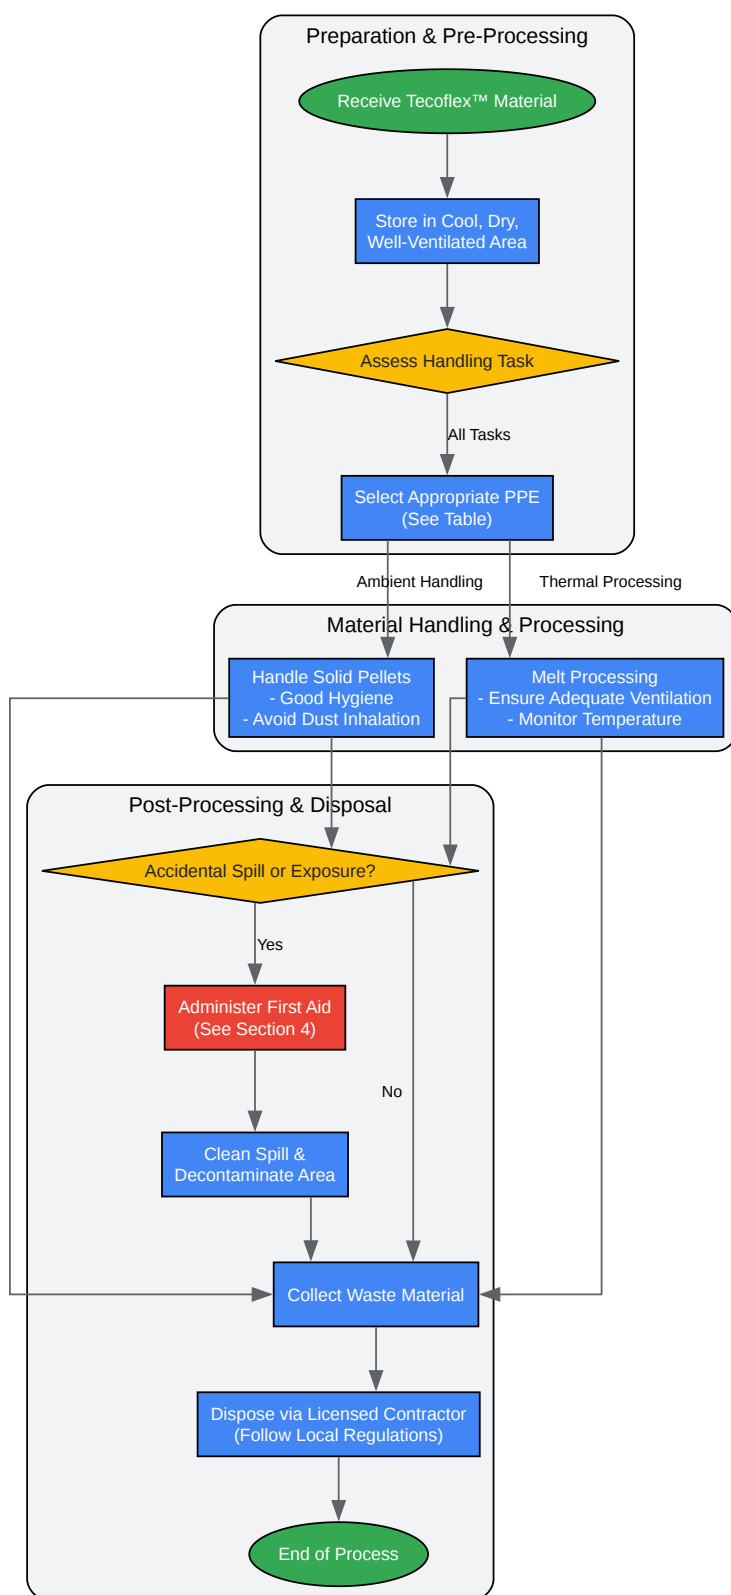 Preparation & Pre-Processing
Receive Tecoflex™ Material
Store in Cool, Dry,
Well-Ventilated Area
Assess Handling Task
All Tasks
Select Appropriate PPE
(See Table)
Ambient Handling
Thermal Processing
Material Handling & Processing
Handle Solid Pellets
- Good Hygiene
- Avoid Dust Inhalation
Melt Processing
- Ensure Adequate Ventilation
- Monitor Temperature
Post-Processing & Disposal
Accidental Spill or Exposure?
Yes
Administer First Aid
(See Section 4)
No
Clean Spill &
Decontaminate Area
Collect Waste Material
Dispose via Licensed Contractor
(Follow Local Regulations)
End of Process